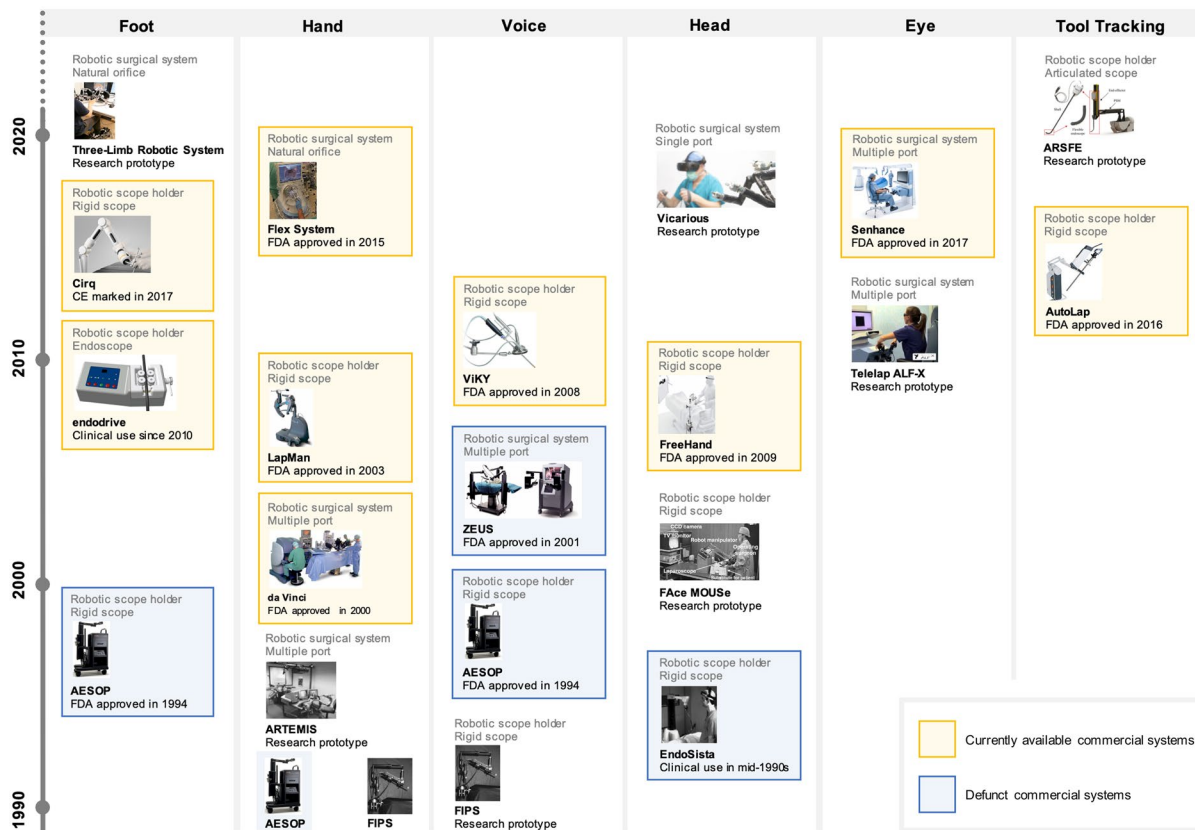 Foot
Hand
Voice
Head
Eye
Tool Tracking
2020
2010
2000
1990
Robotic surgical system
Natural orifice
Three-Limb Robotic System
Research prototype
Robotic scope holder
Rigid scope
Cirq
CE marked in 2017
Robotic scope holder
Endoscope
endodrive
Clinical use since 2010
Robotic scope holder
Rigid scope
AESOP
FDA approved in 1994
Robotic surgical system
Natural orifice
Flex System
FDA approved in 2015
Robotic scope holder
Rigid scope
LapMan
FDA approved in 2003
Robotic surgical system
Multiple port
da Vinci
FDA approved in 2000
Robotic surgical system
Multiple port
ARTEMIS
Research prototype
AESOP
FIPS
Robotic scope holder
Rigid scope
ViKY
FDA approved in 2008
Robotic surgical system
Multiple port
ZEUS
FDA approved in 2001
Robotic scope holder
Rigid scope
AESOP
FDA approved in 1994
Robotic scope holder
Rigid scope
FIPS
Research prototype
Robotic surgical system
Single port
Vicarious
Research prototype
Robotic scope holder
Rigid scope
FreeHand
FDA approved in 2009
Robotic scope holder
Rigid scope
CCD camera
TV monitor
Robot manipulator
Operating
surgeon
Laparoscope
FAce MOUSe
Research prototype
Robotic scope holder
Rigid scope
EndoSista
Clinical use in mid-1990s
Robotic surgical system
Multiple port
Senhance
FDA approved in 2017
Robotic surgical system
Multiple port
Telelap ALF-X
Research prototype
Robotic scope holder
Articulated scope
ARSFE
Research prototype
Robotic scope holder
Rigid scope
AutoLap
FDA approved in 2016
Currently available commercial systems
Defunct commercial systems